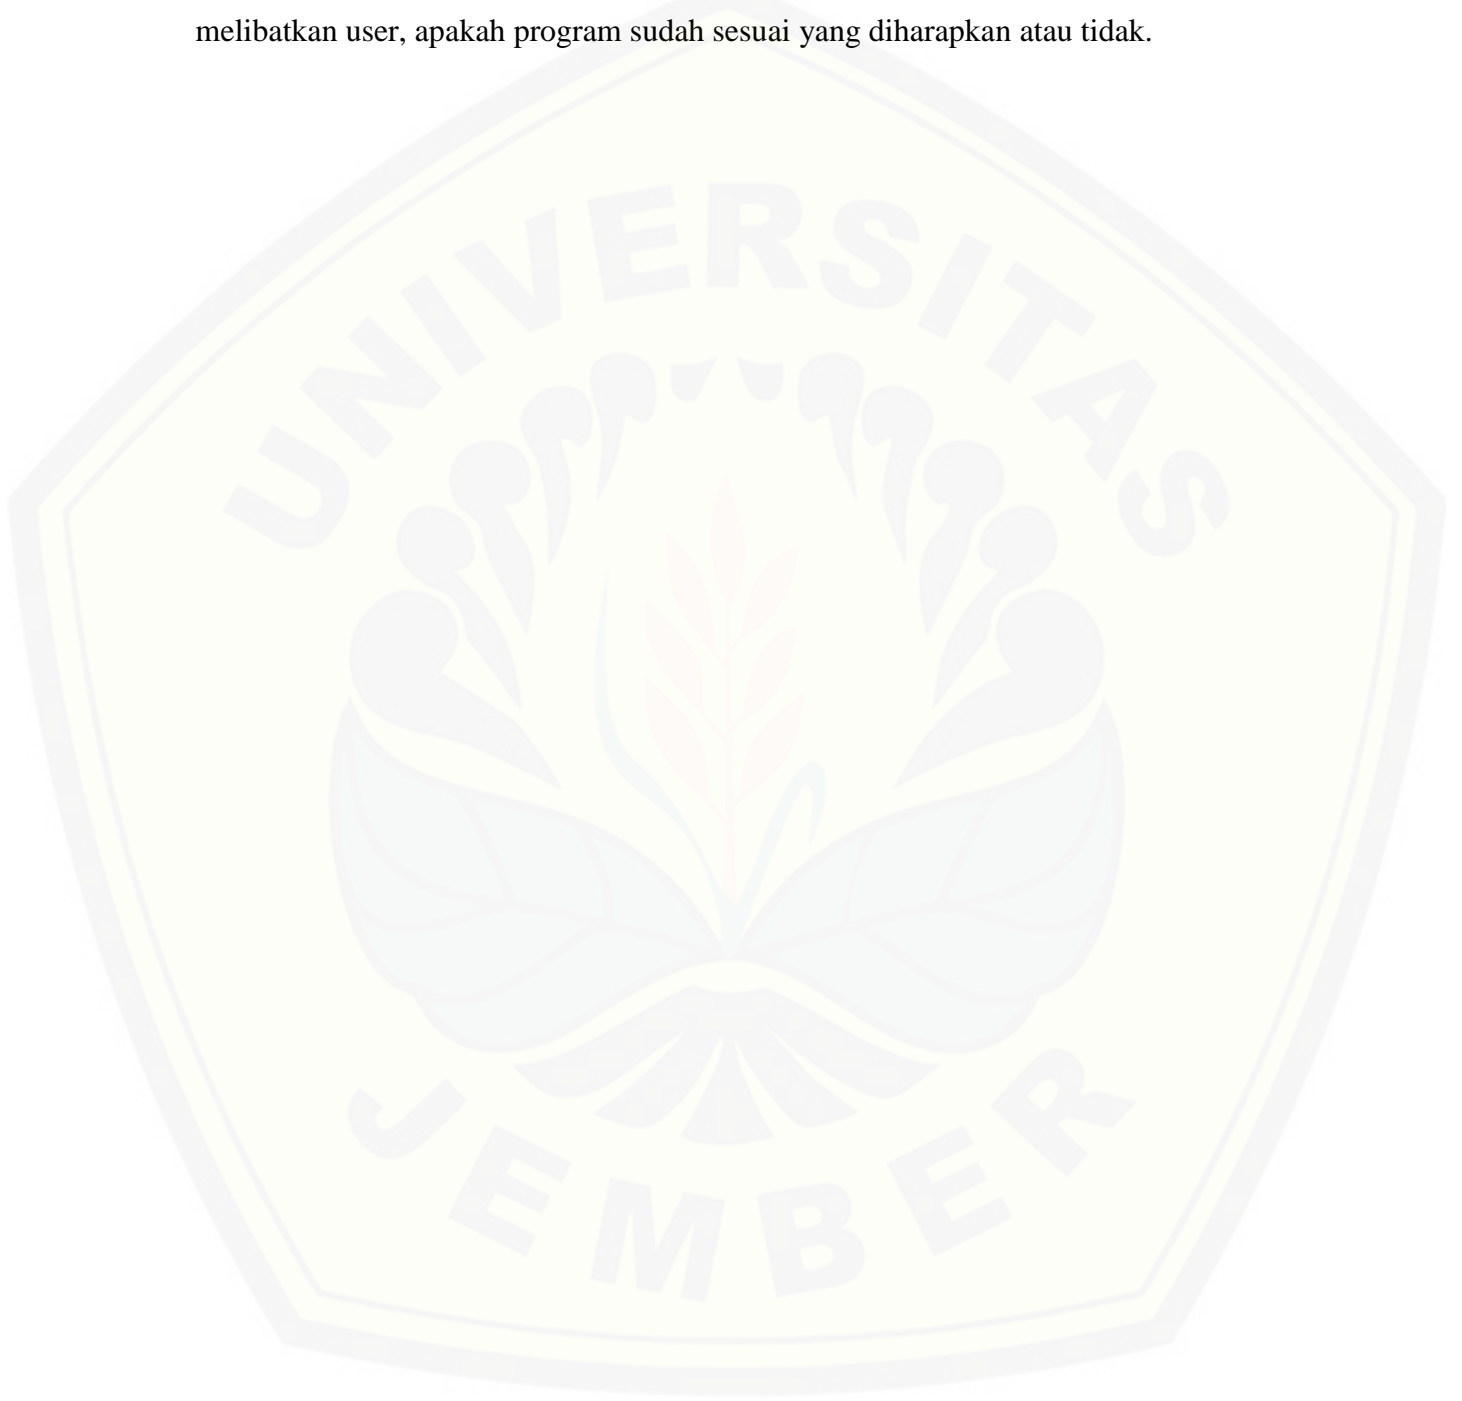 melibatkan user, apakah program sudah sesuai yang diharapkan atau tidak.
UNIVERSITAS
JEMBER